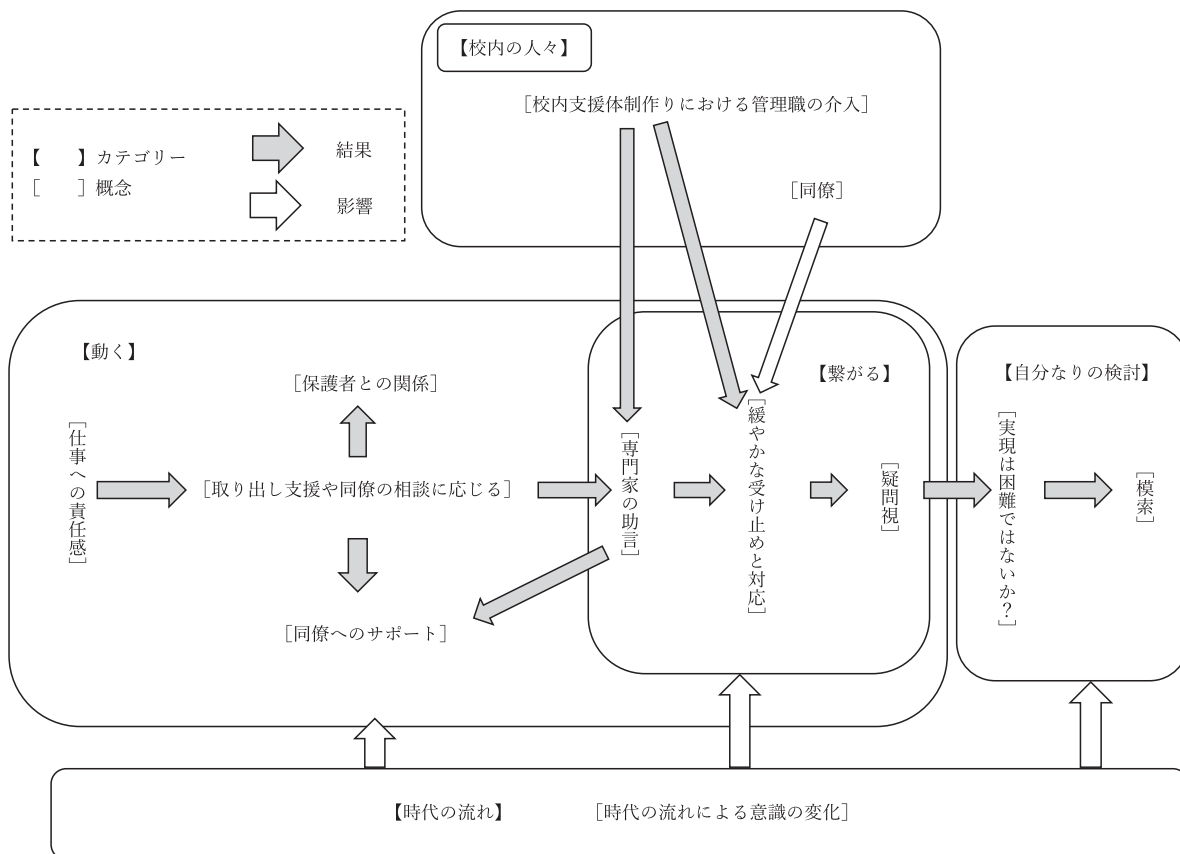 【校内の人々】
[校内支援体制作りにおける管理職の介入]
[同僚]
【　　】カテゴリー
[　　]概念
結果
影響
【動く】
[保護者との関係]
[仕事への責任感]
[取り出し支援や同僚の相談に応じる]
[同僚へのサポート]
【繋がる】
[専門家の助言]
[緩やかな受け止めと対応]
[疑問視]
【自分なりの検討】
[実現は困難ではないか？]
[模索]
【時代の流れ】　　[時代の流れによる意識の変化]